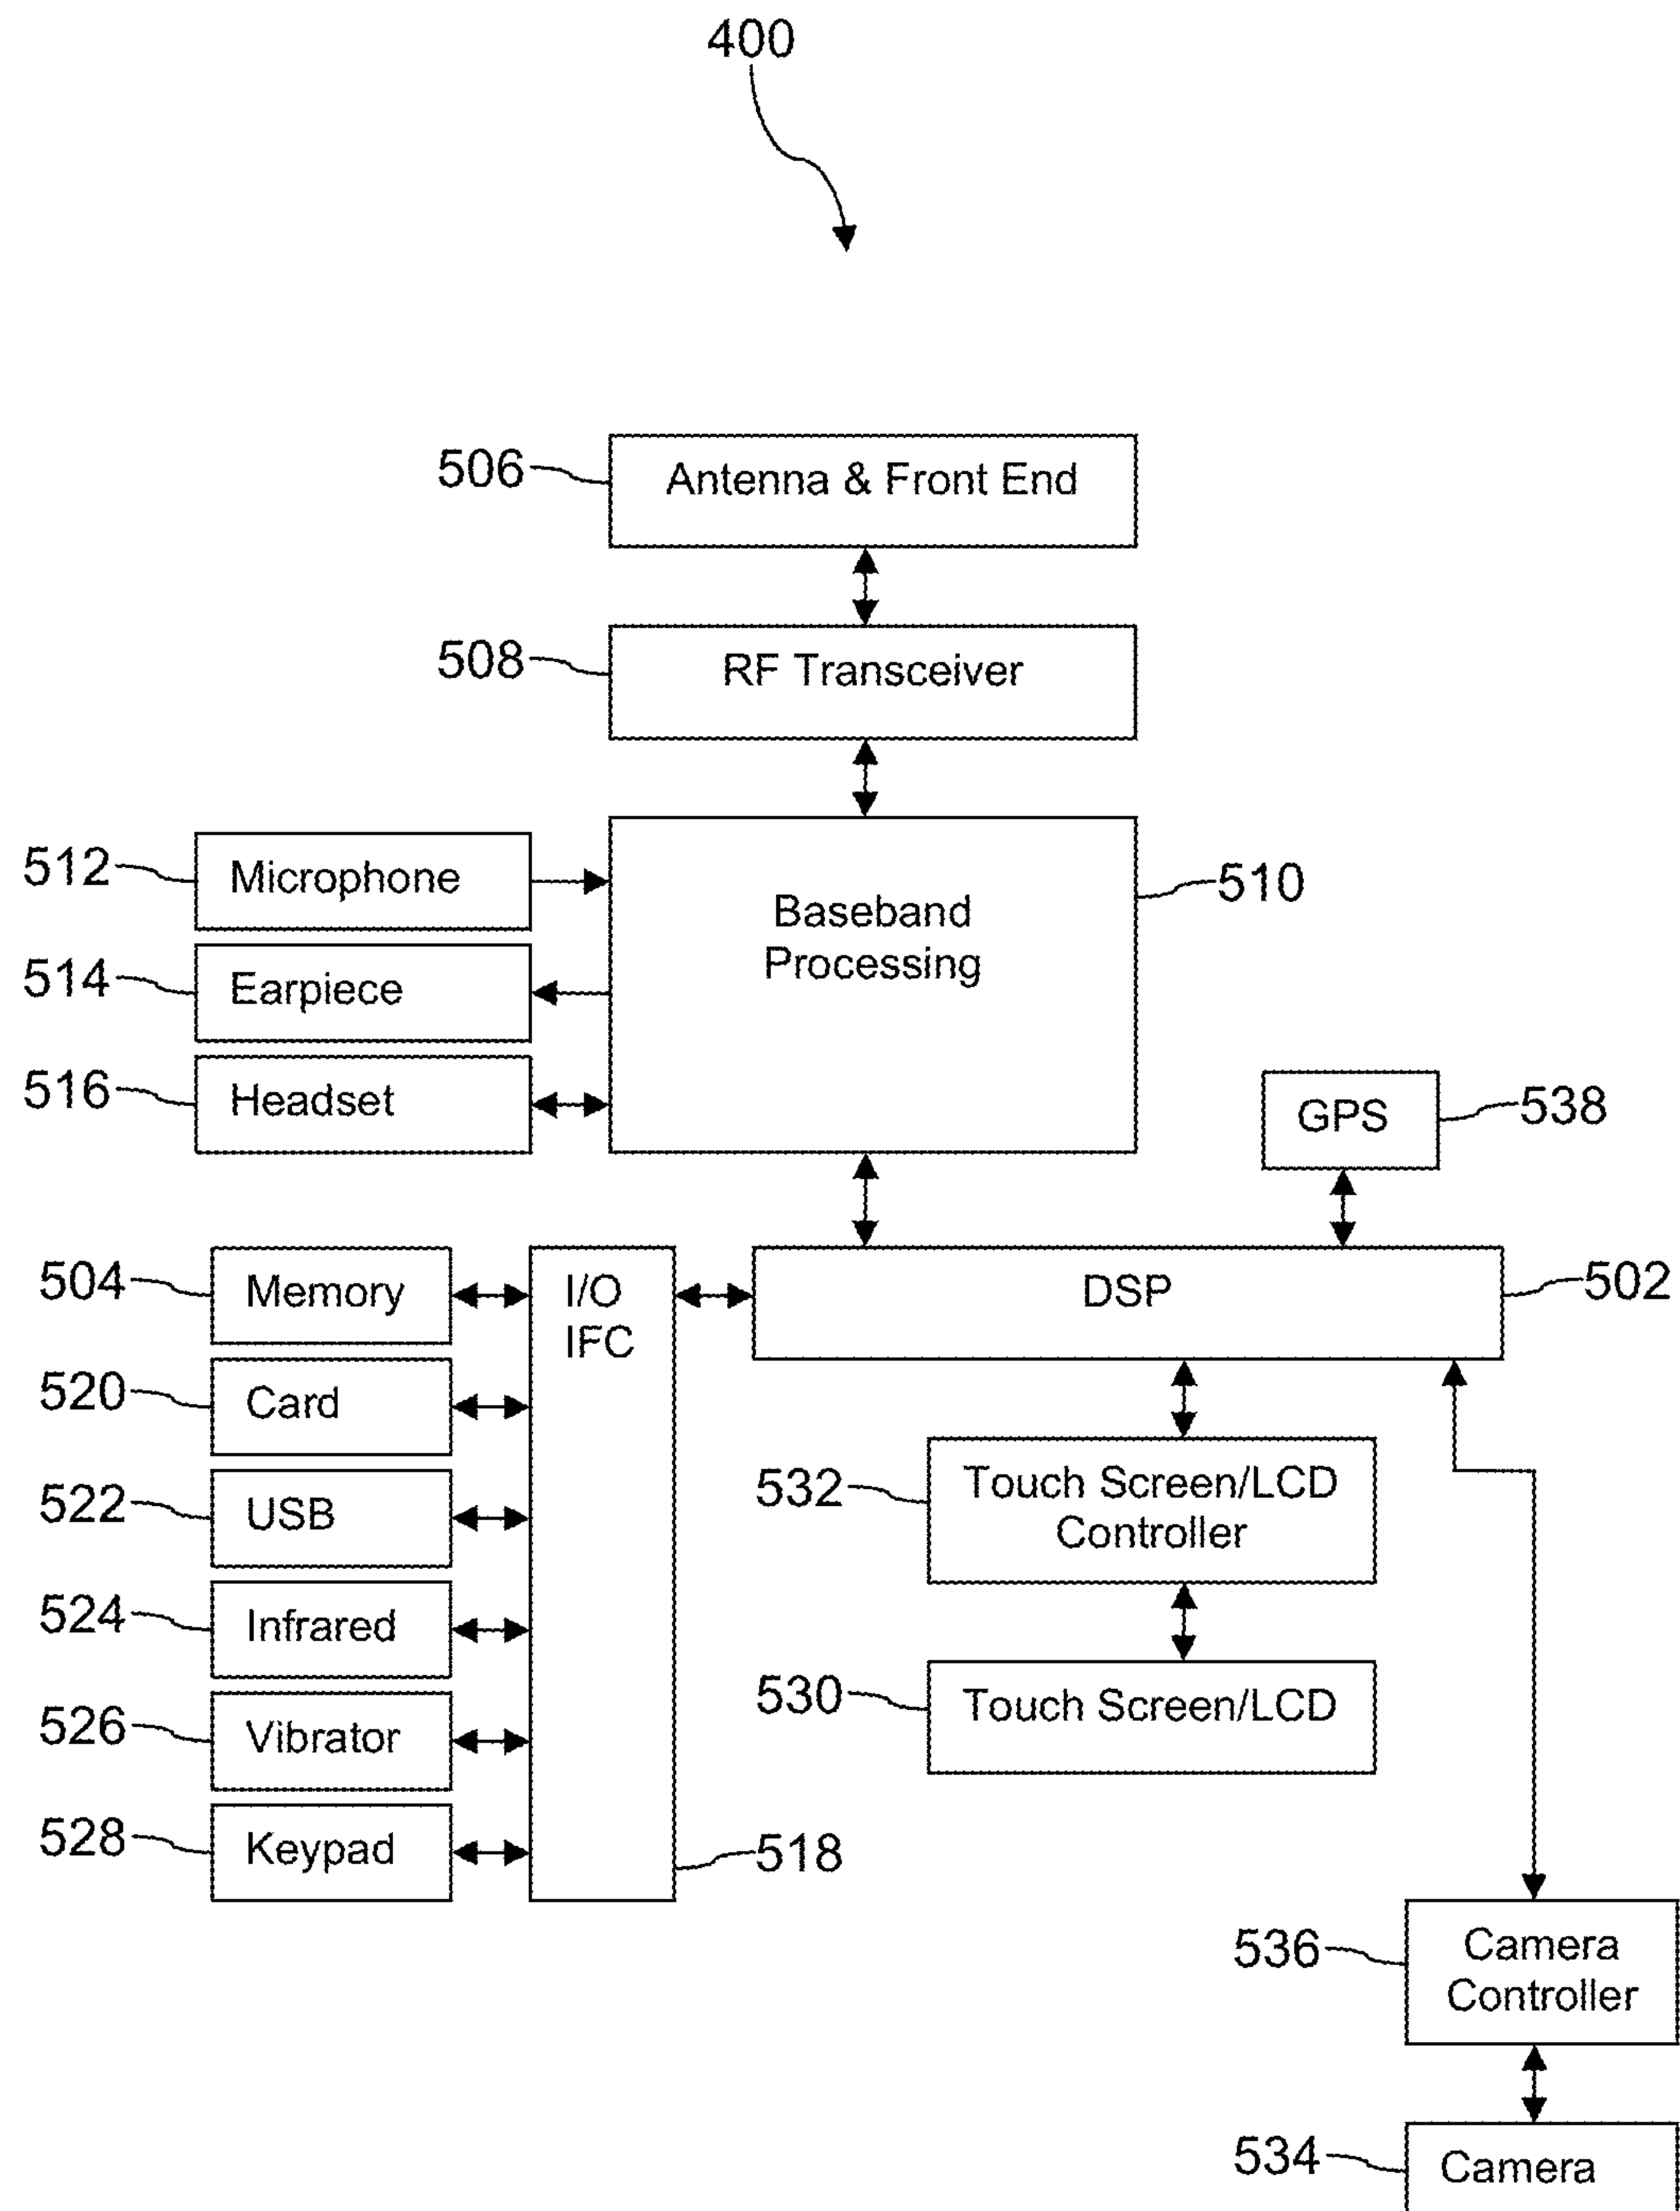 400
506
Antenna & Front End
508
RF Transceiver
512
Microphone
510
Baseband
Processing
514
Earpiece
516
Headset
GPS
538
504
Memory
I/O
IFC
DSP
502
520
Card
522
USB
532
Touch Screen/LCD
Controller
524
Infrared
526
Vibrator
530
Touch Screen/LCD
528
Keypad
518
536
Camera
Controller
534
Camera